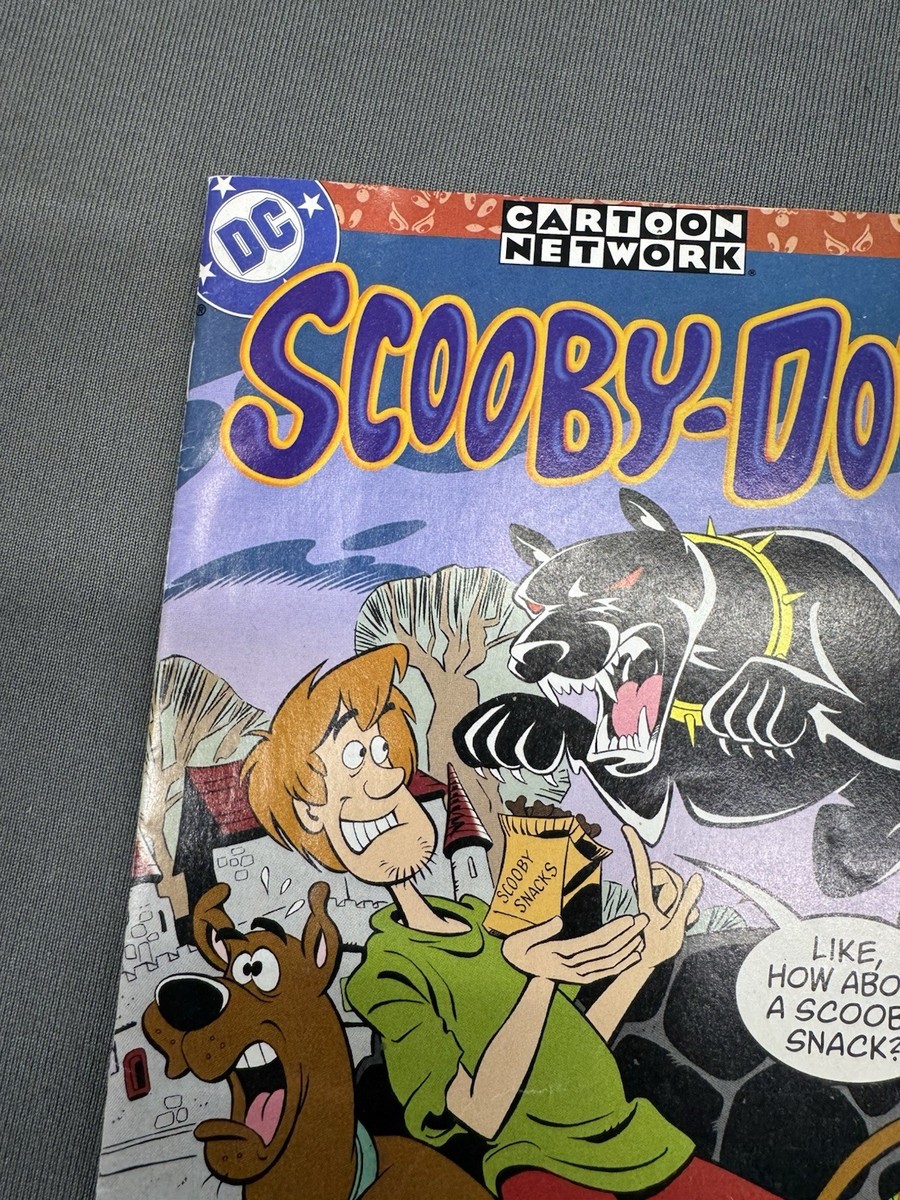 DC
CARTOON
NETWORK
®
®
SCOOBY-DO
SCOOBY
SNACKS
LIKE,
HOW ABO
A SCOOB
SNACK?